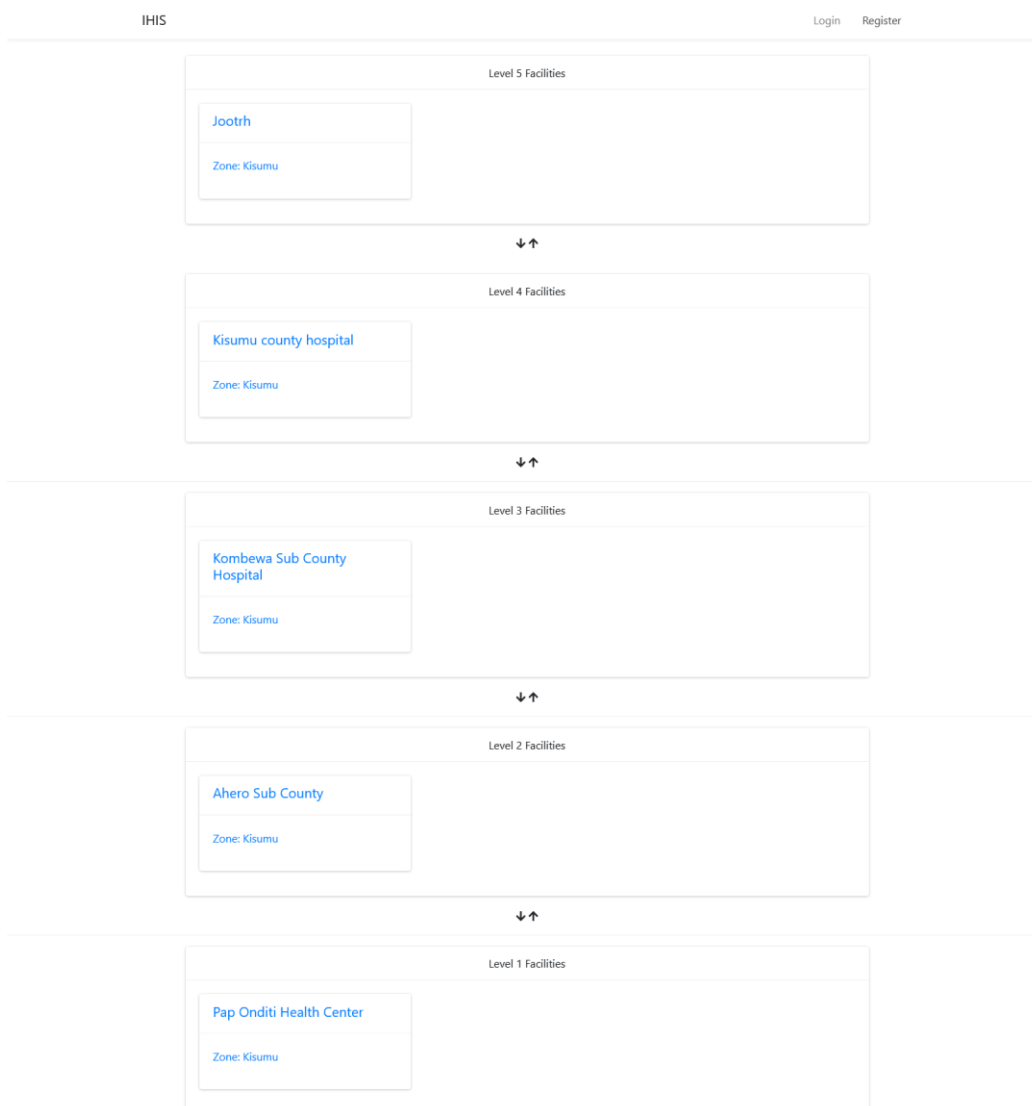 IHIS Login Register
Level 5 Facilities
Jootrh
Zone: Kisumu
Level 4 Facilities
Kisumu county hospital
Zone: Kisumu
Level 3 Facilities
Kombewa Sub County
Hospital
Zone: Kisumu
Level 2 Facilities
Ahero Sub County
Zone: Kisumu
Level 1 Facilities
Pap Onditi Health Center
Zone: Kisumu